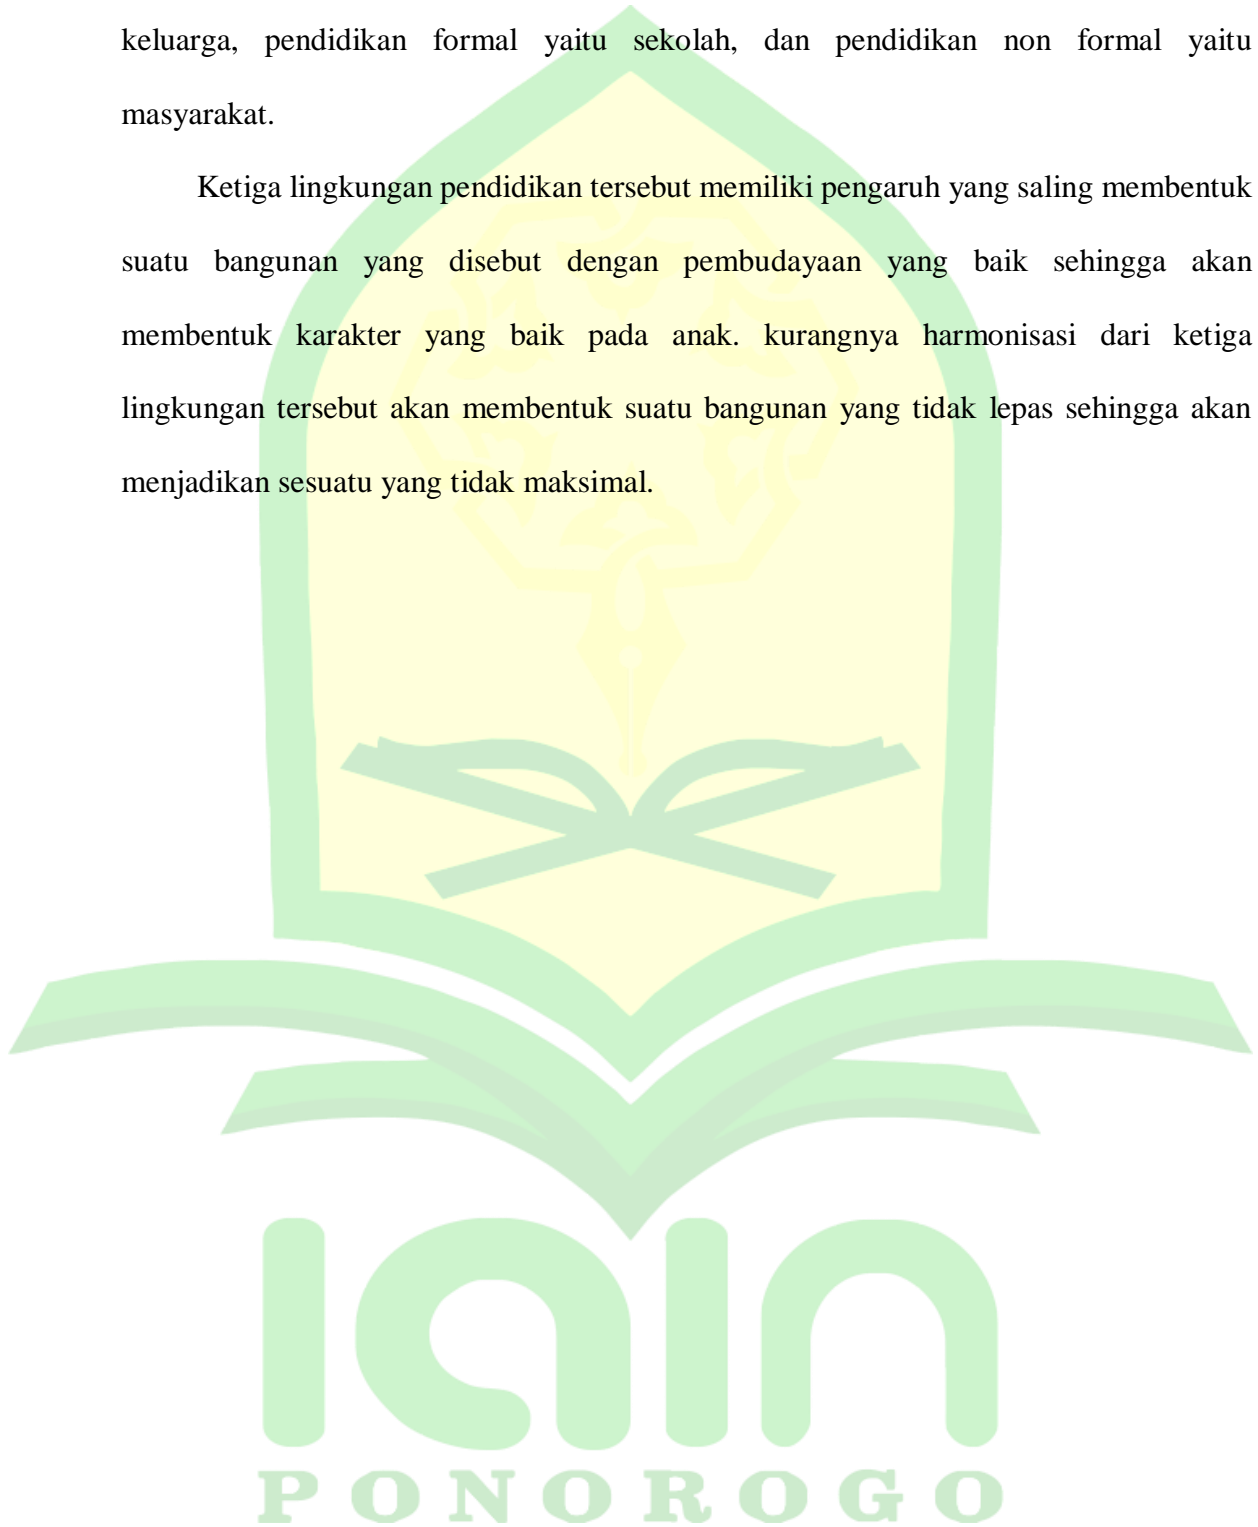 keluarga, pendidikan formal yaitu sekolah, dan pendidikan non formal yaitu
masyarakat.
Ketiga lingkungan pendidikan tersebut memiliki pengaruh yang saling membentuk
suatu bangunan yang disebut dengan pembudayaan yang baik sehingga akan
membentuk karakter yang baik pada anak. kurangnya harmonisasi dari ketiga
lingkungan tersebut akan membentuk suatu bangunan yang tidak lepas sehingga akan
menjadikan sesuatu yang tidak maksimal.
iain
PONOROGO